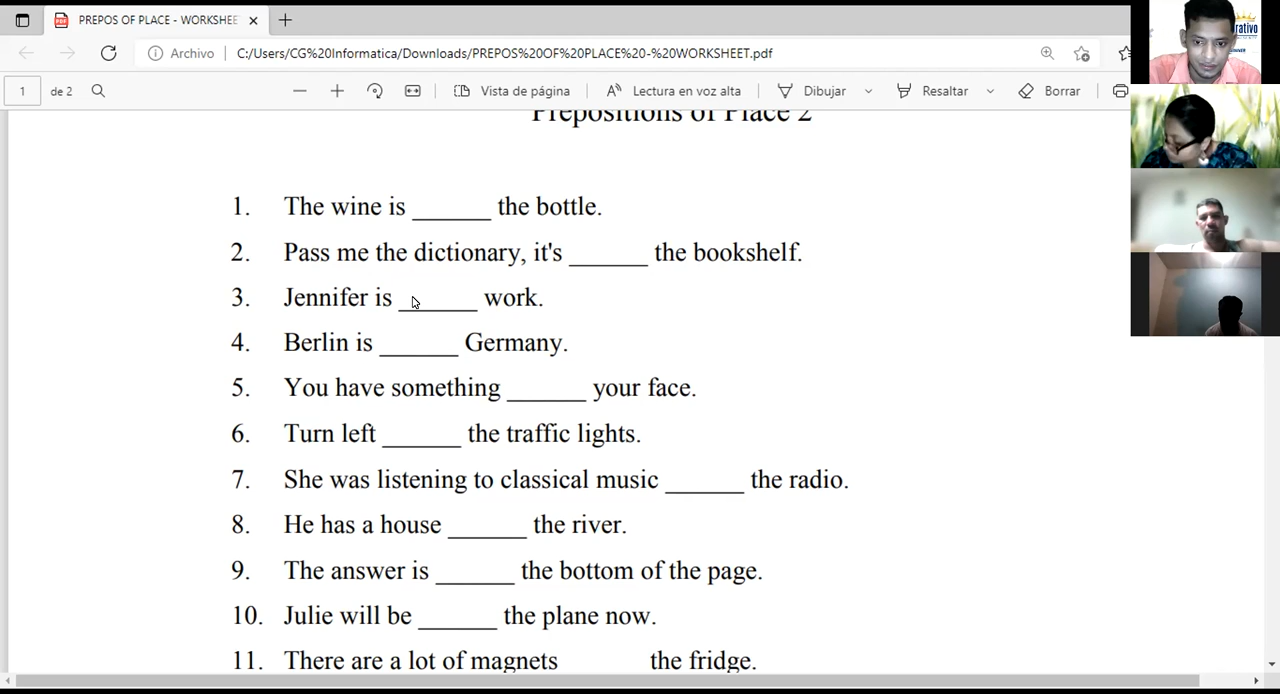 PREPOS OF PLACE - WORKSHEE
Archivo C:/Users/CG%20Informatica/Downloads/PREPOS%20OF%20PLACE%20-%20WORKSHEET.pdf
1 de 2 Vista de página Lectura en voz alta Dibujar Resaltar Borrar
Prepositions of Place 2
1. The wine is ______ the bottle.
2. Pass me the dictionary, it's ______ the bookshelf.
3. Jennifer is ______ work.
4. Berlin is ______ Germany.
5. You have something ______ your face.
6. Turn left ______ the traffic lights.
7. She was listening to classical music ______ the radio.
8. He has a house ______ the river.
9. The answer is ______ the bottom of the page.
10. Julie will be ______ the plane now.
11. There are a lot of magnets ______ the fridge.